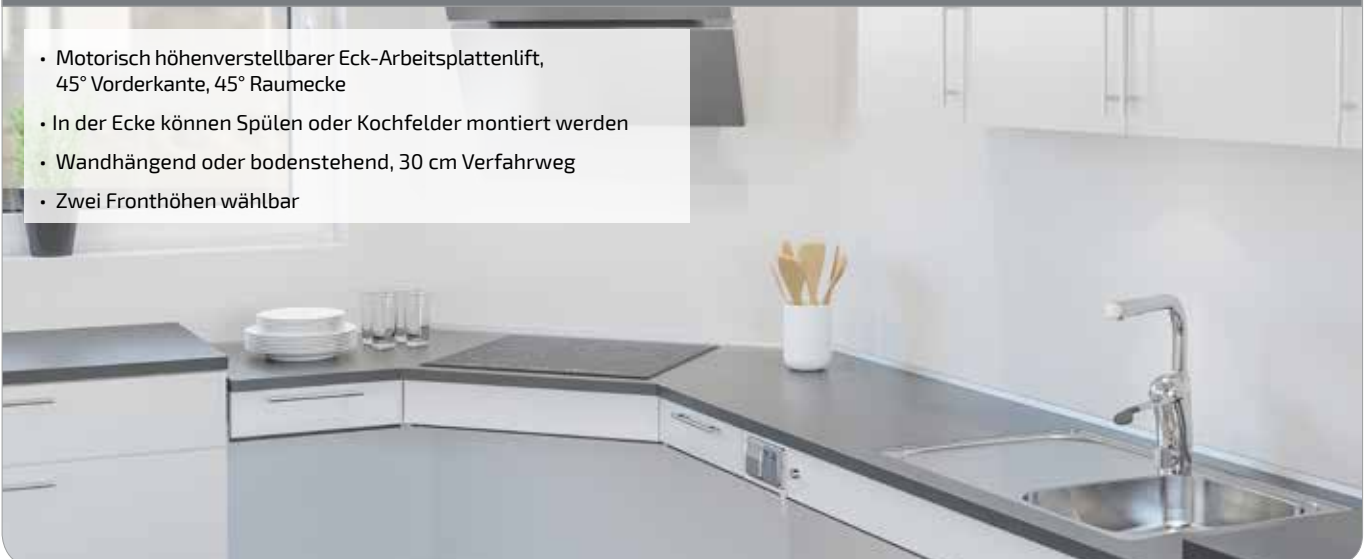 • Motorisch höhenverstellbarer Eck-Arbeitsplattenlift,
45° Vorderkante, 45° Raumecke
• In der Ecke können Spülen oder Kochfelder montiert werden
• Wandhängend oder bodenstehend, 30 cm Verfahrweg
• Zwei Fronthöhen wählbar